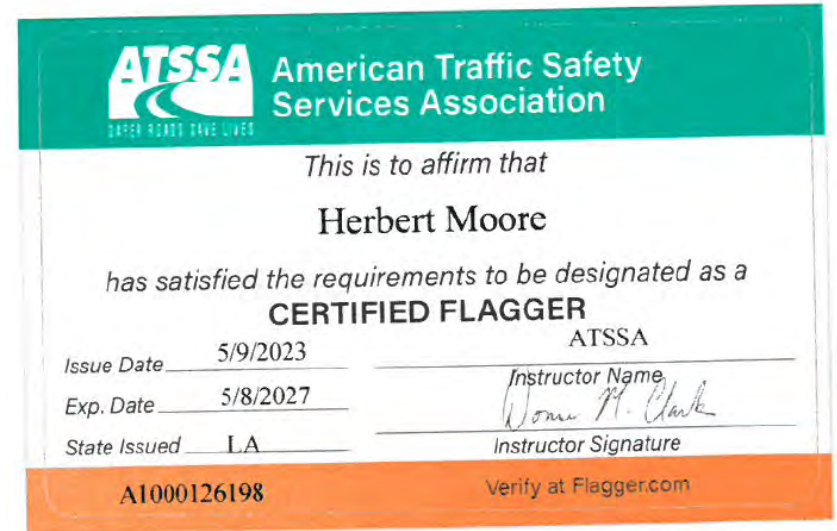 ATSSA
SAFER ROADS SAVE LIVES
American Traffic Safety
Services Association
This is to affirm that
Herbert Moore
has satisfied the requirements to be designated as a
CERTIFIED FLAGGER
Issue Date 5/9/2023
ATSSA
Instructor Name
Exp. Date 5/8/2027
Donna M. Clark
State Issued LA
Instructor Signature
A1000126198
Verify at Flagger.com